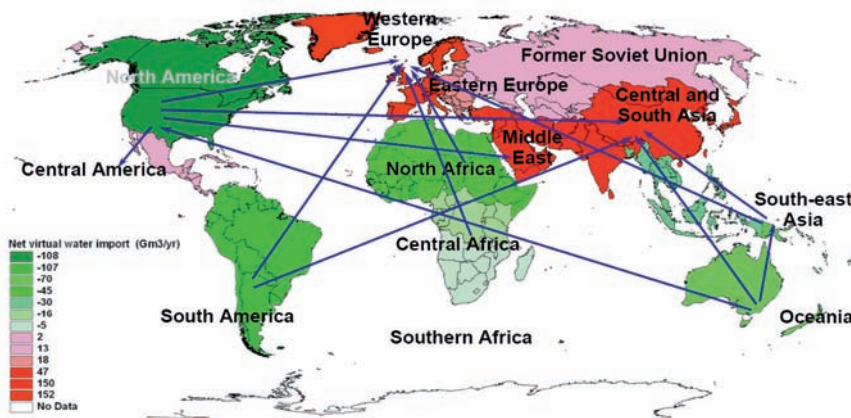 Western
Europe
Former Soviet Union
North America
Eastern Europe
Central and
South Asia
Middle
East
Central America
North Africa
South-east
Asia
Net virtual water import (Gm3/yr)
Central Africa
-108
-107
-70
-45
-30
-16
-5
2
13
18
47
150
152
No Data
South America
Oceania
Southern Africa